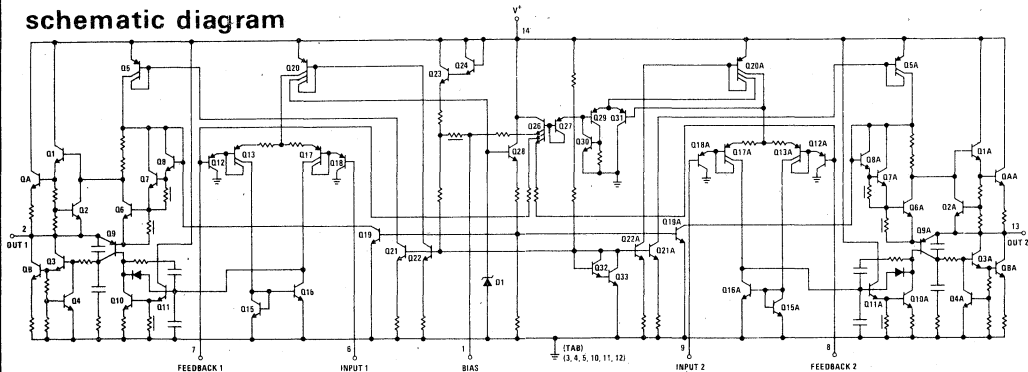 schematic diagram
V+
14
Q5
Q20
Q23
Q24
Q20A
Q5A
Q26
Q27
Q29
Q31
Q28
Q30
Q1
Q8
Q7
Q12
Q13
Q17
Q18
Q18A
Q17A
Q13A
Q12A
Q8A
Q7A
Q1A
QA
QAA
Q2
Q6
Q6A
Q2A
2
OUT 1
Q9
Q19
Q21
Q22
Q22A
Q21A
Q19A
Q9A
13
OUT 2
QB
Q3
Q4
Q10
Q11
Q15
Q16
D1
Q32
Q33
Q16A
Q15A
Q11A
Q10A
Q4A
Q3A
QBA
7
FEEDBACK 1
6
INPUT 1
1
BIAS
(TAB)
(3, 4, 5, 10, 11, 12)
9
INPUT 2
8
FEEDBACK 2